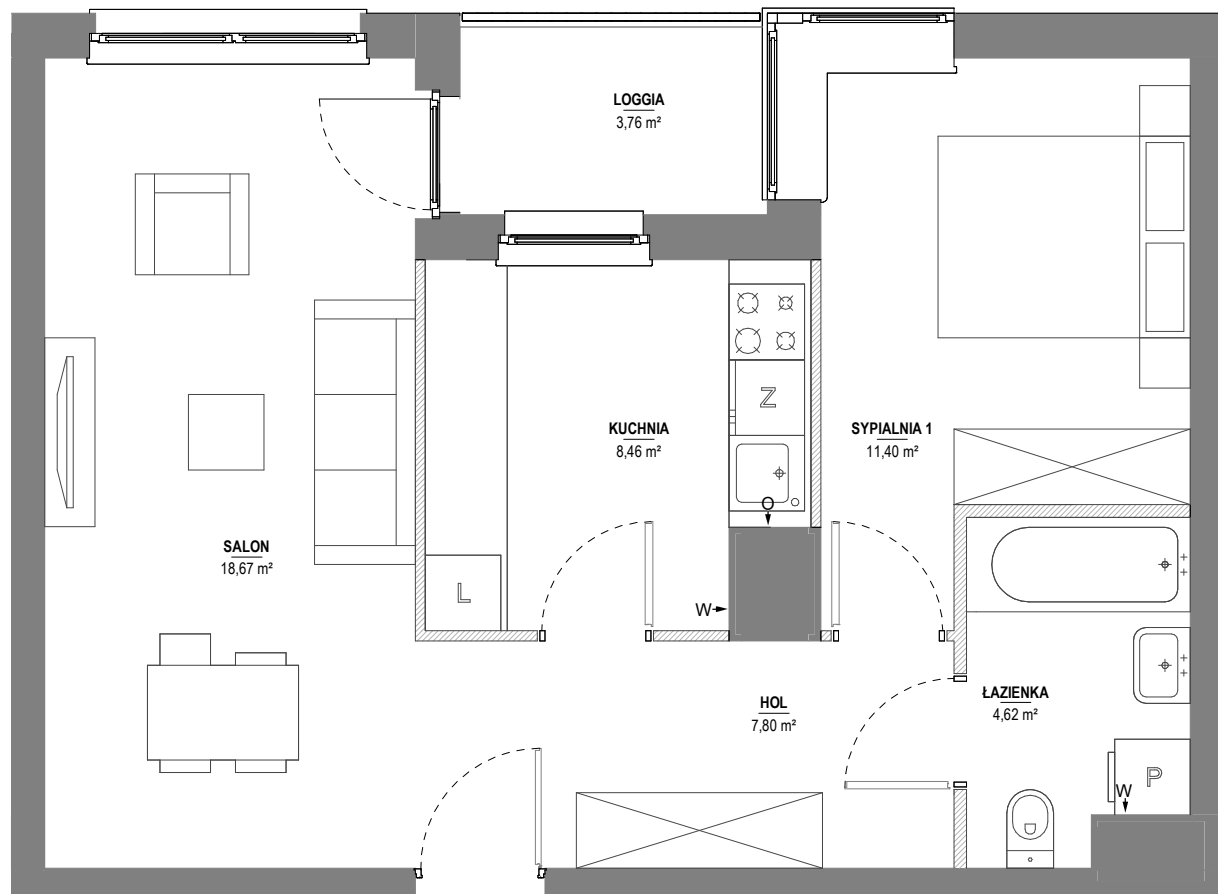 LOGGIA
3,76 m²
KUCHNIA
8,46 m²
Z
SYPIALNIA 1
11,40 m²
O
SALON
18,67 m²
L
W
HOL
7,80 m²
ŁAZIENKA
4,62 m²
P
W